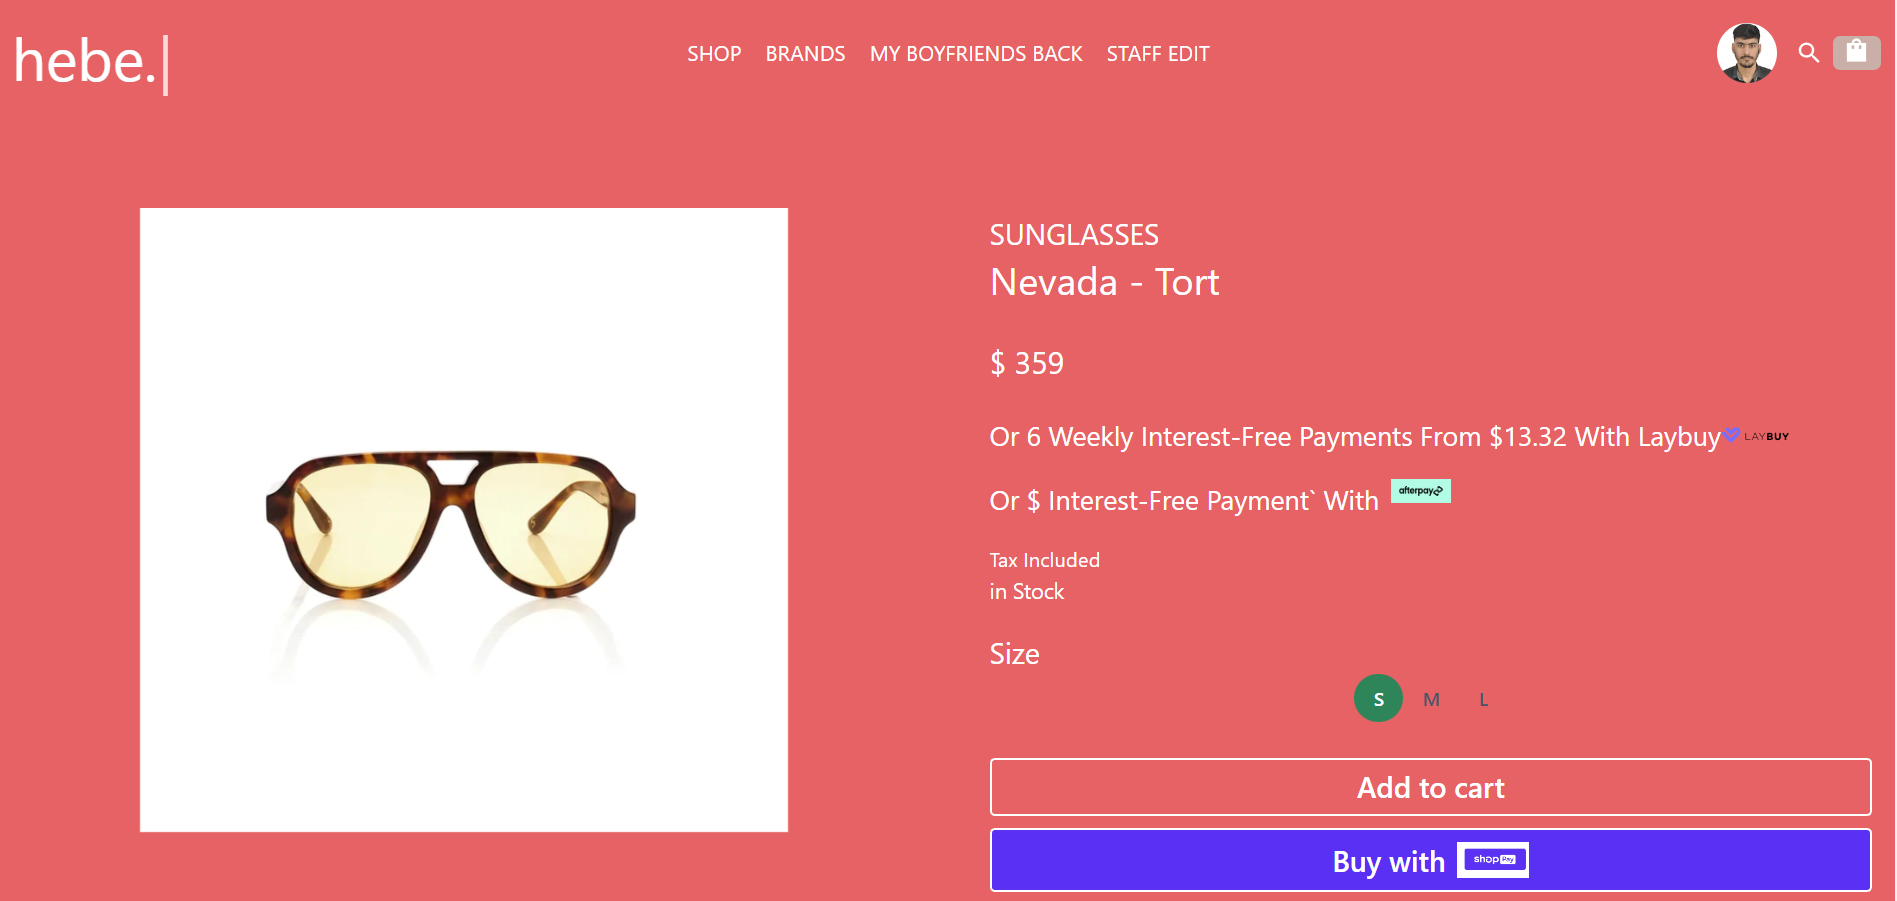 hebe.|
SHOP BRANDS MY BOYFRIENDS BACK STAFF EDIT
SUNGLASSES
Nevada - Tort
$ 359
Or 6 Weekly Interest-Free Payments From $13.32 With Laybuy LAYBUY
Or $ Interest-Free Payment` With afterpay
Tax Included
in Stock
Size
S M L
Add to cart
Buy with shop Pay